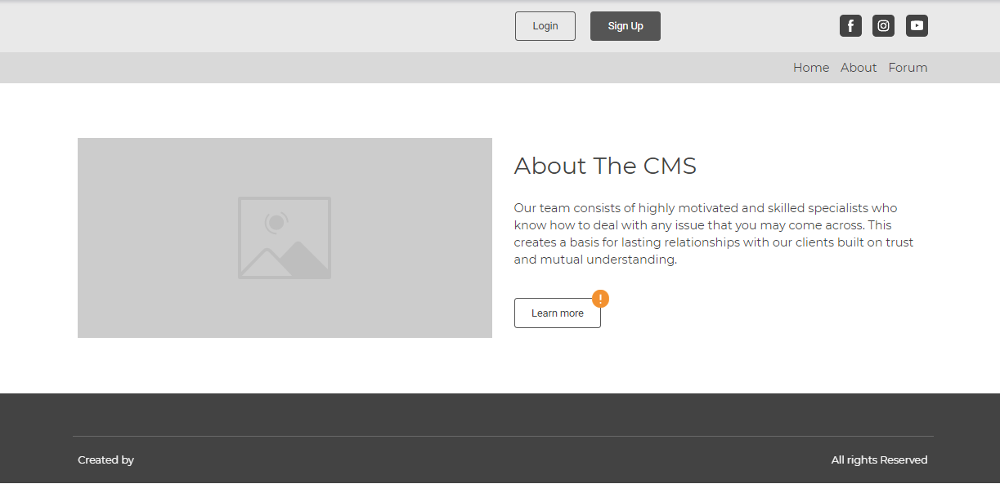 Login Sign Up
Home About Forum
About The CMS
Our team consists of highly motivated and skilled specialists who
know how to deal with any issue that you may come across. This
creates a basis for lasting relationships with our clients built on trust
and mutual understanding.
!
Learn more
Created by All rights Reserved